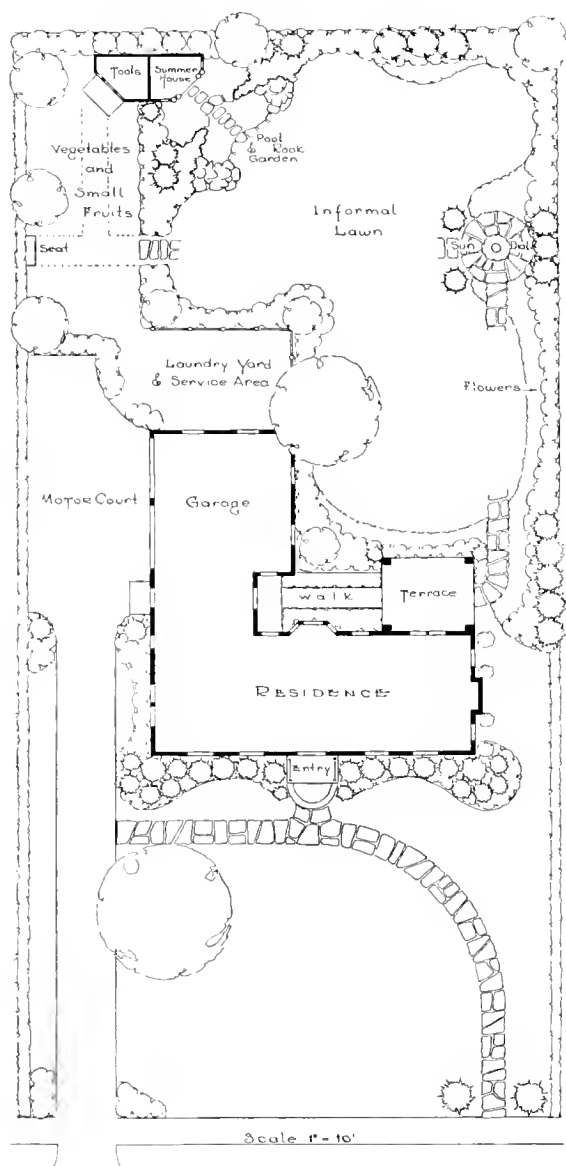 Tools
Summer
House
Pool
& Rock
Garden
Vegetables
and
Small
Fruits
Informal
Lawn
Seat
Sun Dial
Laundry Yard
& Service Area
Flowers
Motor Court
Garage
Walk
Terrace
RESIDENCE
Entry
Scale 1" - 10'